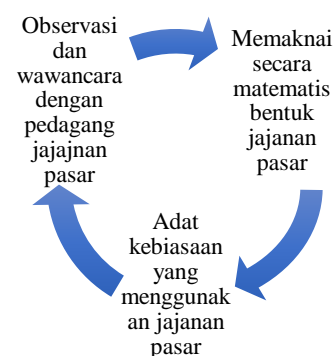 Observasi
dan
wawancara
dengan
pedagang
jajajnan
pasar
Memaknai
secara
matematis
bentuk
jajanan
pasar
Adat
kebiasaan
yang
menggunak
an jajanan
pasar